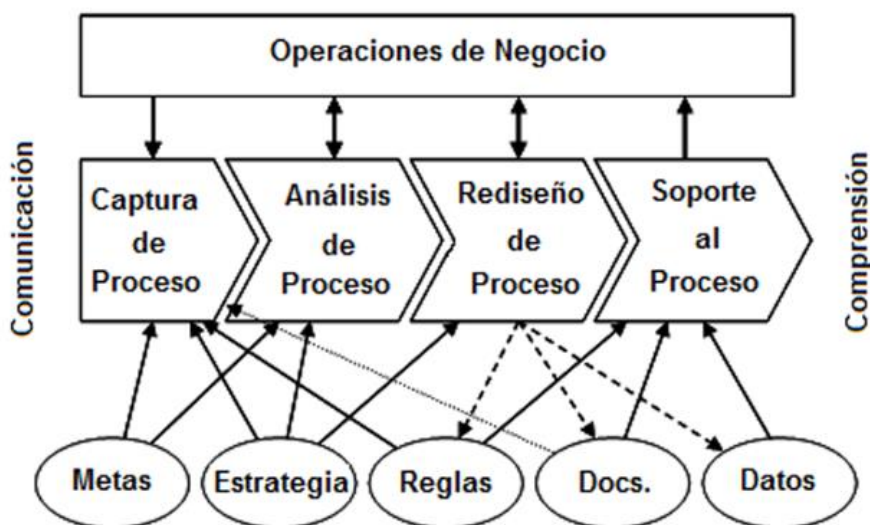 Operaciones de Negocio
Comunicación
Captura
de
Proceso
Análisis
de
Proceso
Rediseño
de
Proceso
Soporte
al
Proceso
Comprensión
Metas
Estrategia
Reglas
Docs.
Datos